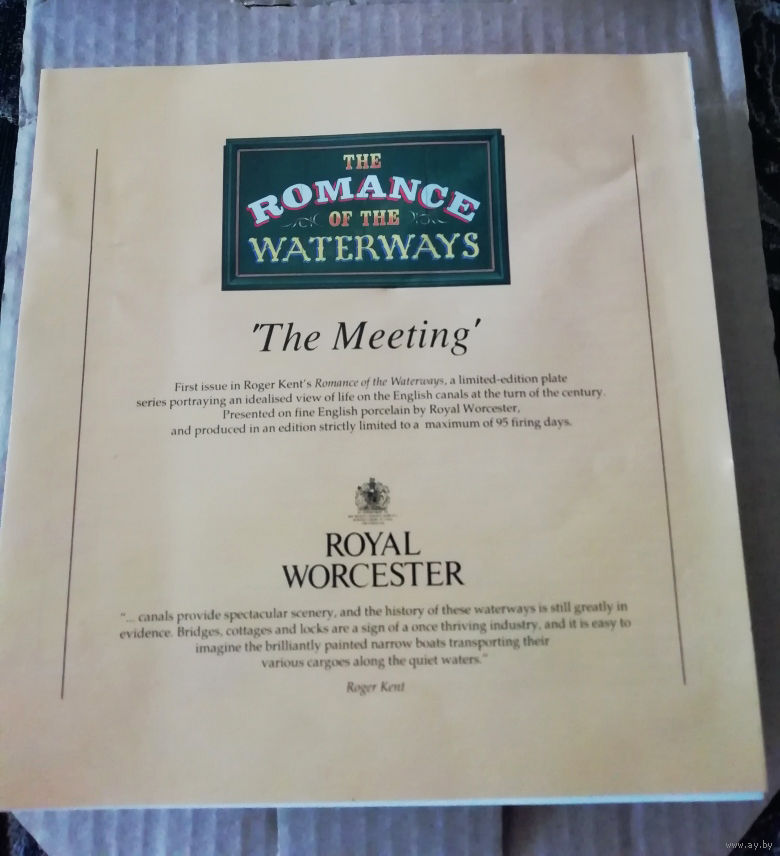 THE
ROMANCE
OF THE
WATERWAYS
'The Meeting'
First issue in Roger Kent's Romance of the Waterways, a limited-edition plate
series portraying an idealised view of life on the English canals at the turn of the century.
Presented on fine English porcelain by Royal Worcester,
and produced in an edition strictly limited to a maximum of 95 firing days.
ROYAL
WORCESTER
"... canals provide spectacular scenery, and the history of these waterways is still greatly in
evidence. Bridges, cottages and locks are a sign of a once thriving industry, and it is easy to
imagine the brilliantly painted narrow boats transporting their
various cargoes along the quiet waters."
Roger Kent
www.ay.by